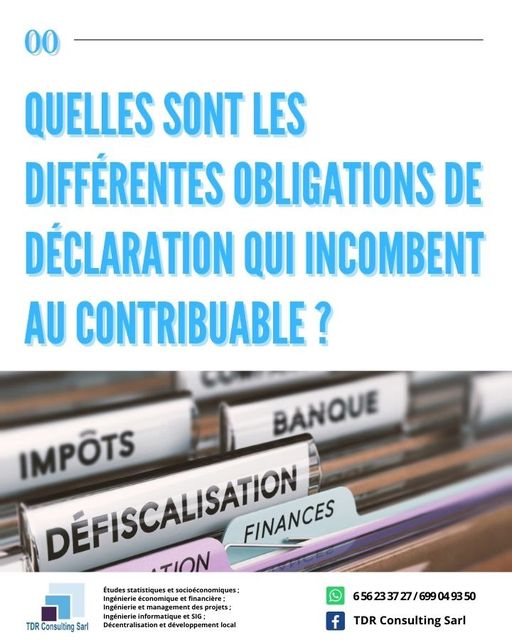 00
QUELLES SONT LES
DIFFÉRENTES OBLIGATIONS DE
DÉCLARATION QUI INCOMBENT
AU CONTRIBUABLE ?
BANQUE
IMPÔTS
DÉFISCALISATION
FINANCES
TDR Consulting Sarl
Études statistiques et socioéconomiques ;
Ingénierie économique et financière ;
Ingénierie et management des projets ;
Ingénierie informatique et SIG ;
Décentralisation et développement local
6 56 23 37 27 / 699 04 93 50
TDR Consulting Sarl